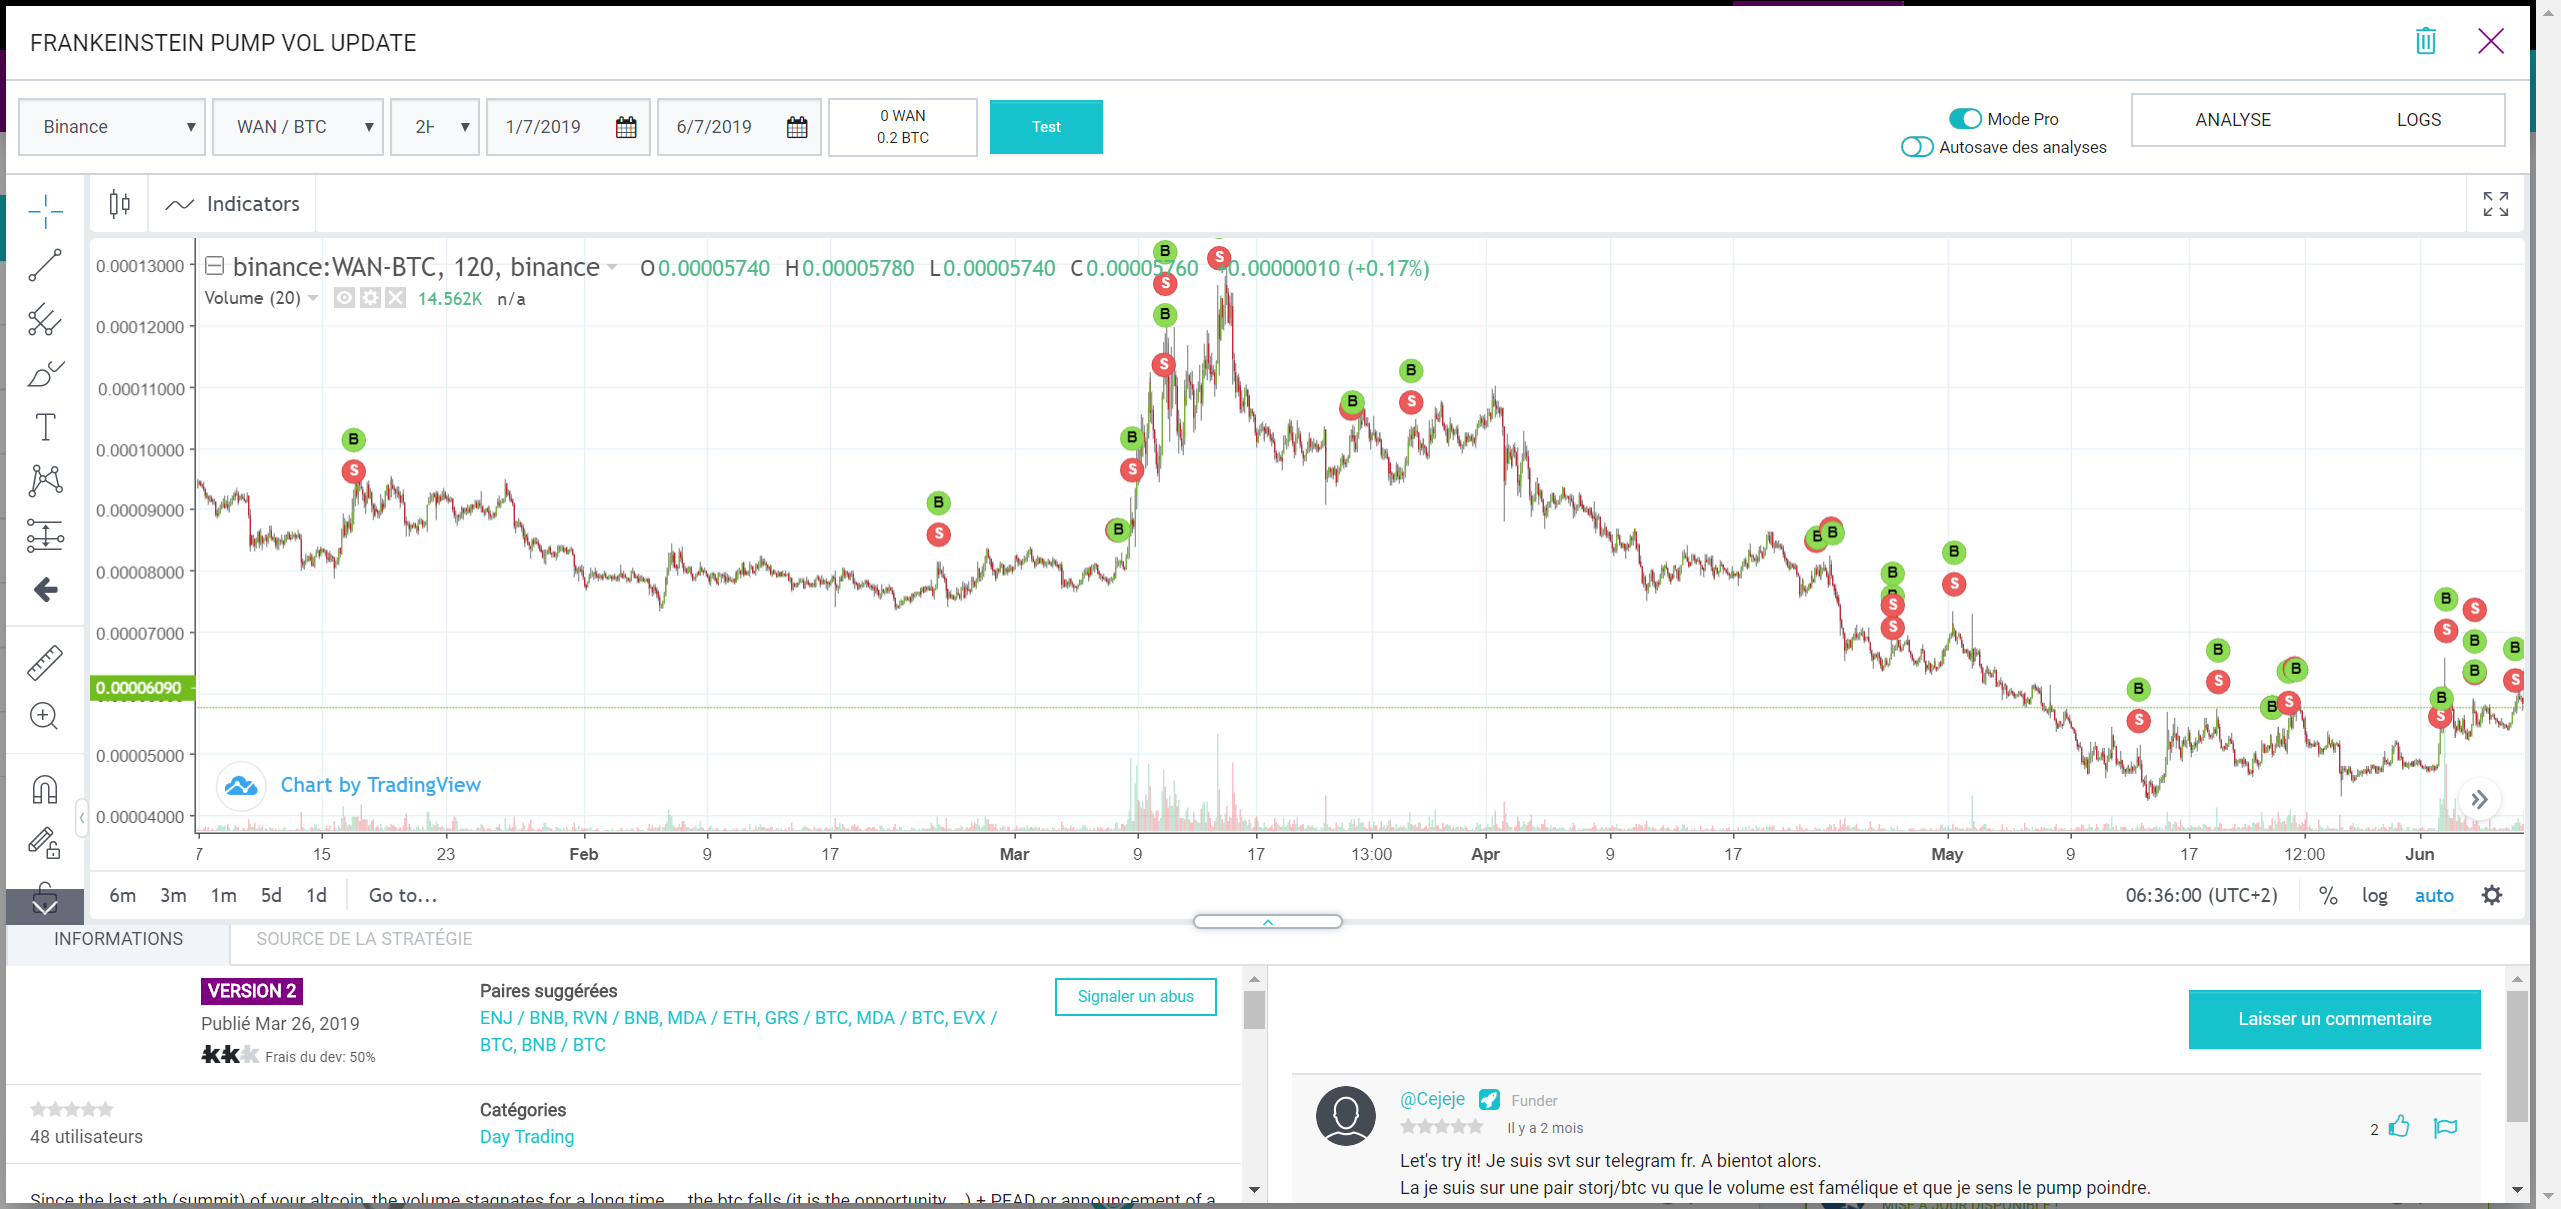 FRANKEINSTEIN PUMP VOL UPDATE
Binance
WAN / BTC
1/7/2019
6/7/2019
0 WAN
0.2 BTC
Test
Mode Pro
Autosave des analyses
ANALYSE
LOGS
Indicators
binance:WAN-BTC, 120, binance
O0.00005740 H0.00005780 L0.00005740 C0.00005760 0.00000010 (+0.17%)
Volume (20)
14.562K n/a
0.00013000
0.00012000
0.00011000
0.00010000
0.00009000
0.00008000
0.00007000
0.00006090
0.00005000
0.00004000
B
S
B
S
B
B
S
B
S
B
S
S
B
B
S
B
B
B
S
S
B
S
B
S
B
S
B
S
B
B
S
B
S
S
B
B
B
S
Chart by TradingView
7 15 23 Feb 9 17 Mar 9 17 13:00 Apr 9 17 May 9 17 12:00 Jun
6m 3m 1m 5d 1d Go to...
06:36:00 (UTC+2) % log auto
INFORMATIONS
SOURCE DE LA STRATÉGIE
VERSION 2
Publié Mar 26, 2019
Frais du dev: 50%
Paires suggérées
ENJ / BNB, RVN / BNB, MDA / ETH, GRS / BTC, MDA / BTC, EVX /
BTC, BNB / BTC
Signaler un abus
48 utilisateurs
Catégories
Day Trading
Since the last ath (summit) of your altcoin, the volume stagnates for a long time ... the btc falls (it is the opportunity ...) + PEAD or announcement of a
Laisser un commentaire
@Cejeje
Funder
Il y a 2 mois
2
Let's try it! Je suis svt sur telegram fr. A bientot alors.
La je suis sur une pair storj/btc vu que le volume est famélique et que je sens le pump poindre.